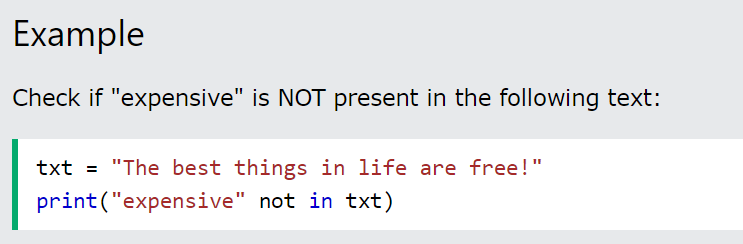 Example
Check if "expensive" is NOT present in the following text:
txt = "The best things in life are free!"
print("expensive" not in txt)